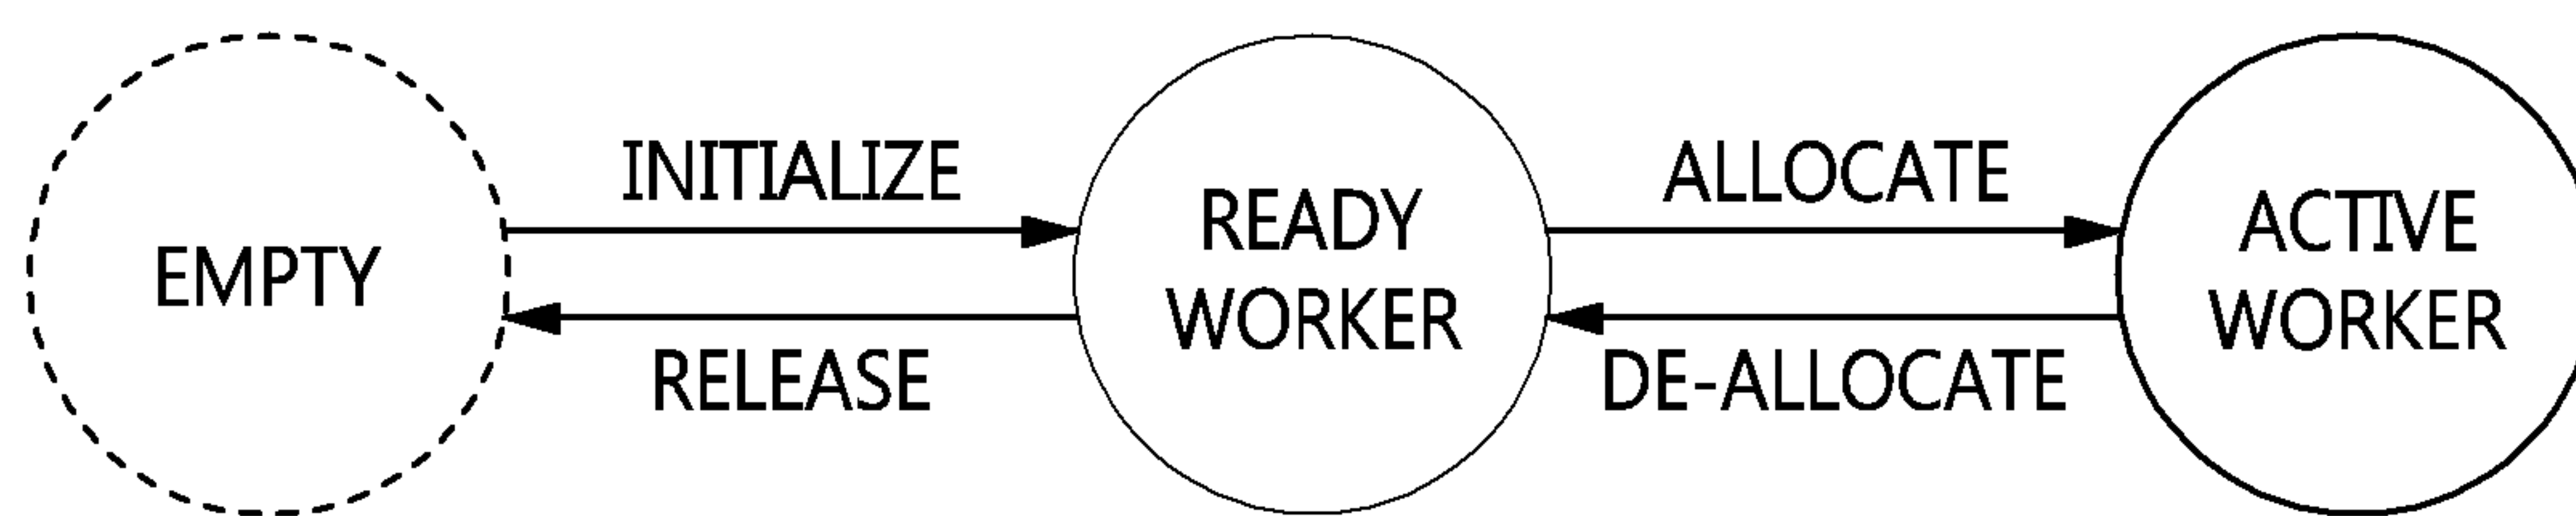 EMPTY
INITIALIZE
RELEASE
READY
WORKER
ALLOCATE
DE-ALLOCATE
ACTIVE
WORKER